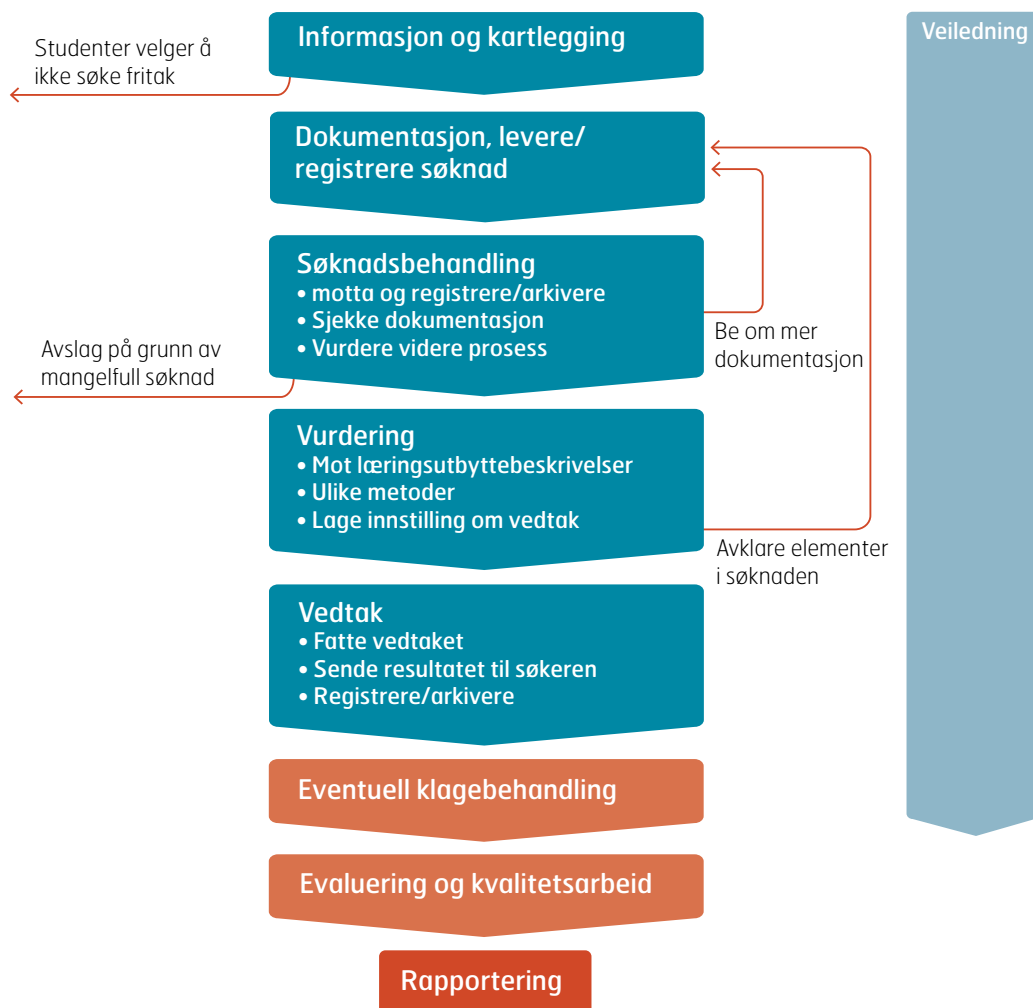 Informasjon og kartlegging
Veiledning
Studenter velger å
ikke søke fritak
Dokumentasjon, levere/
registrere søknad
Søknadsbehandling
• motta og registrere/arkivere
• Sjekke dokumentasjon
• Vurdere videre prosess
Be om mer
dokumentasjon
Avslag på grunn av
mangelfull søknad
Vurdering
• Mot læringsutbyttebeskrivelser
• Ulike metoder
• Lage innstilling om vedtak
Avklare elementer
i søknaden
Vedtak
• Fatte vedtaket
• Sende resultatet til søkeren
• Registrere/arkivere
Eventuell klagebehandling
Evaluering og kvalitetsarbeid
Rapportering